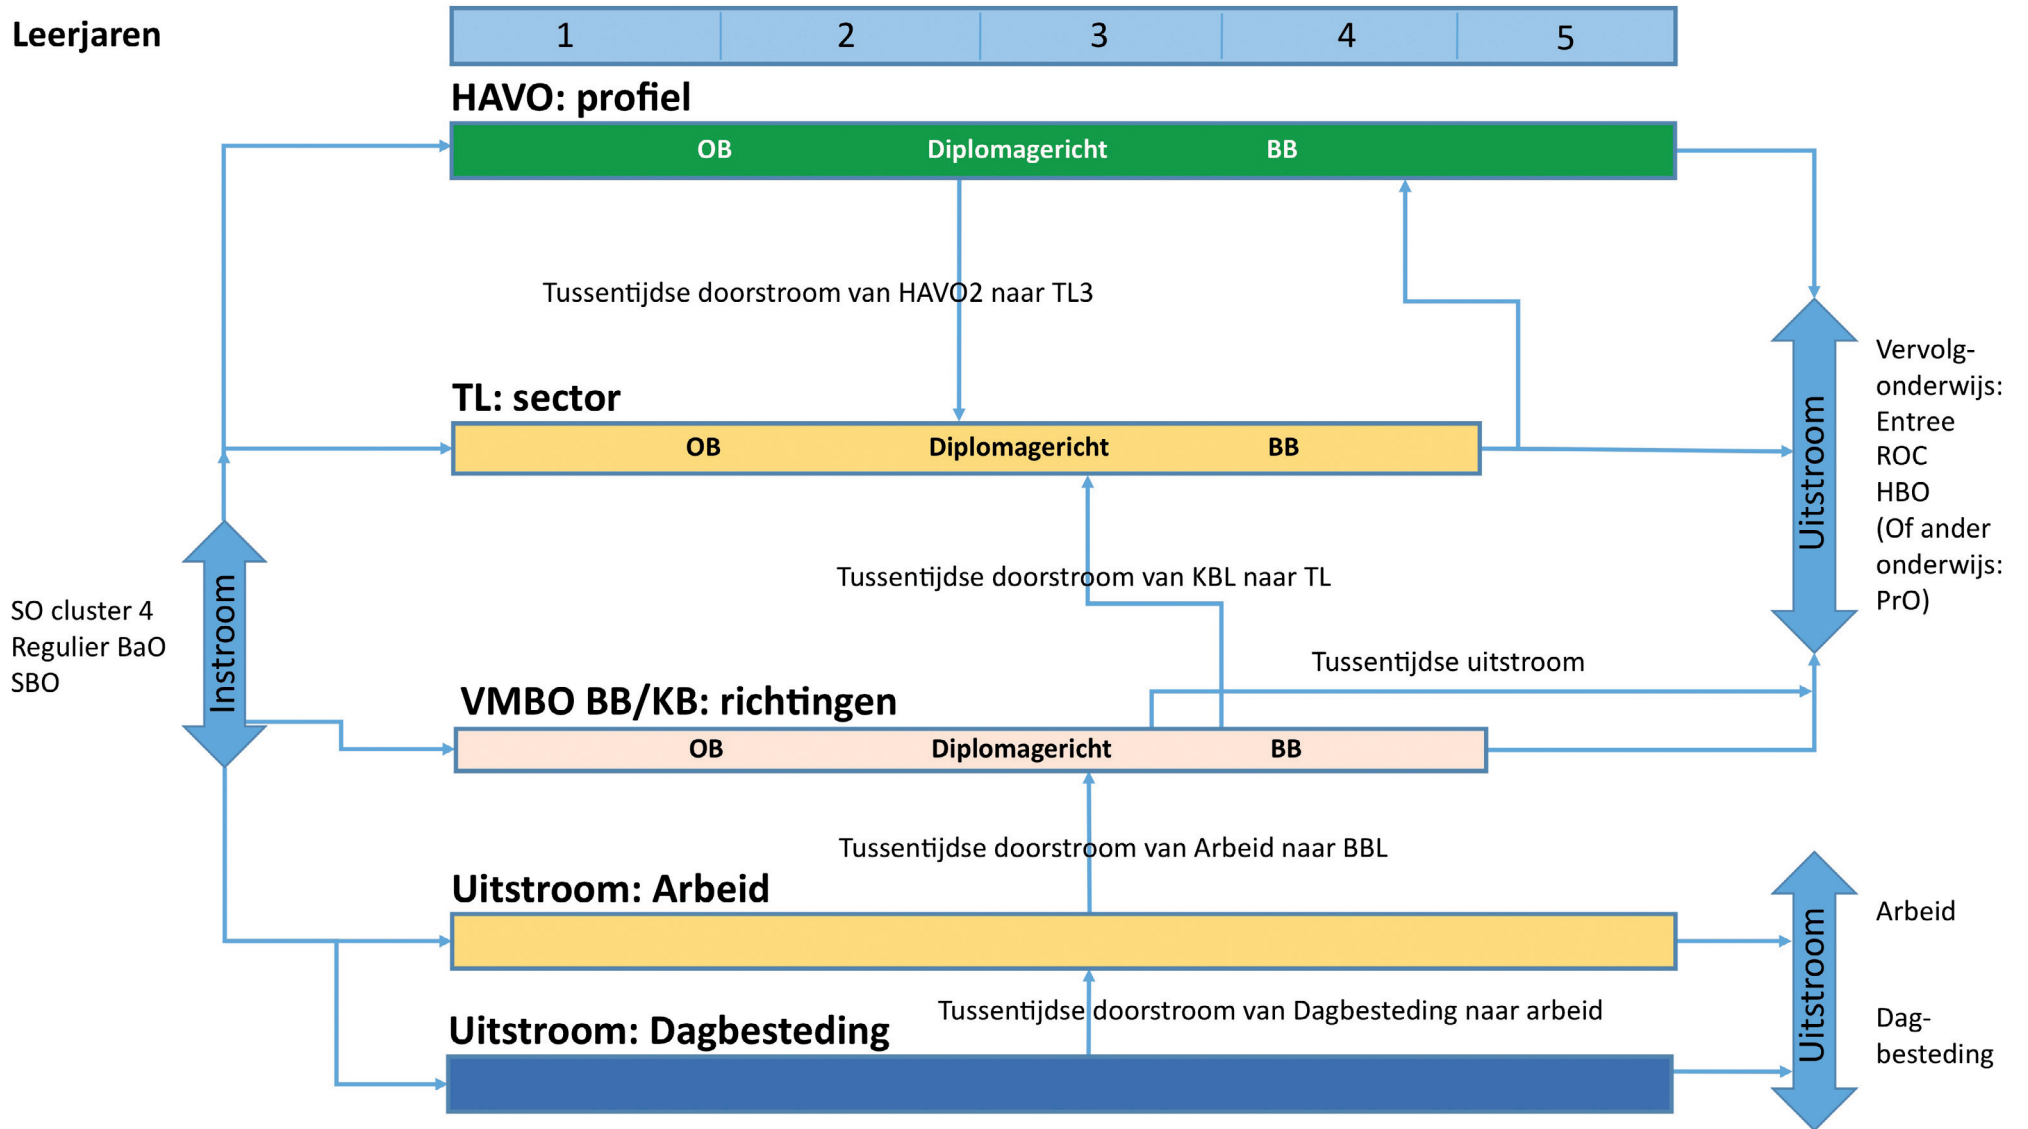 Leerjaren
1 2 3 4 5
HAVO: profiel
OB Diplomagericht BB
Tussentijdse doorstroom van HAVO2 naar TL3
TL: sector
OB Diplomagericht BB
Tussentijdse doorstroom van KBL naar TL
Tussentijdse uitstroom
VMBO BB/KB: richtingen
OB Diplomagericht BB
Tussentijdse doorstroom van Arbeid naar BBL
Uitstroom: Arbeid
Tussentijdse doorstroom van Dagbesteding naar arbeid
Uitstroom: Dagbesteding
SO cluster 4
Regulier BaO
SBO
Instroom
Uitstroom
Vervolg-
onderwijs:
Entree
ROC
HBO
(Of ander
onderwijs:
PrO)
Uitstroom
Arbeid
Dag-
besteding